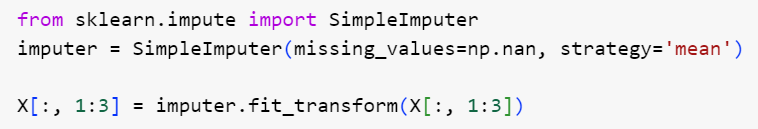 from sklearn.impute import SimpleImputer
imputer = SimpleImputer(missing_values=np.nan, strategy='mean')
X[:, 1:3] = imputer.fit_transform(X[:, 1:3])